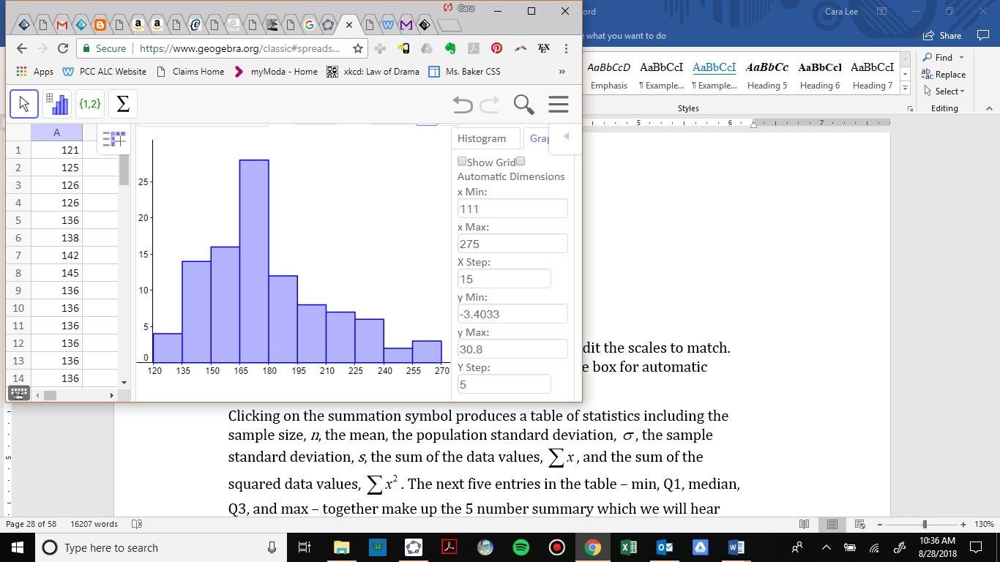 Cara
ord
Cara Lee
Secure https://www.geogebra.org/classic#spreads...
what you want to do
Share
Apps PCC ALC Website Claims Home myModa - Home xkcd: Law of Drama Ms. Baker CSS »
AaBbCcD AaBbCcI AaBbCcI AaBbCc AaBbCcI AaBbCcI
Emphasis ¶ Example... ¶ Example... Heading 5 Heading 6 Heading 7
Find
Replace
Select
Styles
Editing
{1,2} Σ
5 6 7
A
1 121
2 125
3 126
4 126
5 136
6 138
7 142
8 145
9 136
10 136
11 136
12 136
13 136
14 136
25
20
15
10
5
0
120 135 150 165 180 195 210 225 240 255 270
Histogram Grap
Show Grid
Automatic Dimensions
x Min:
111
x Max:
275
X Step:
15
y Min:
-3.4033
y Max:
30.8
Y Step:
5
dit the scales to match.
e box for automatic
Clicking on the summation symbol produces a table of statistics including the
sample size, n, the mean, the population standard deviation, σ, the sample
standard deviation, s, the sum of the data values, ∑x, and the sum of the
squared data values, ∑x². The next five entries in the table – min, Q1, median,
Q3, and max – together make up the 5 number summary which we will hear
5
Page 28 of 58 16207 words
130%
Type here to search
10:36 AM
8/28/2018